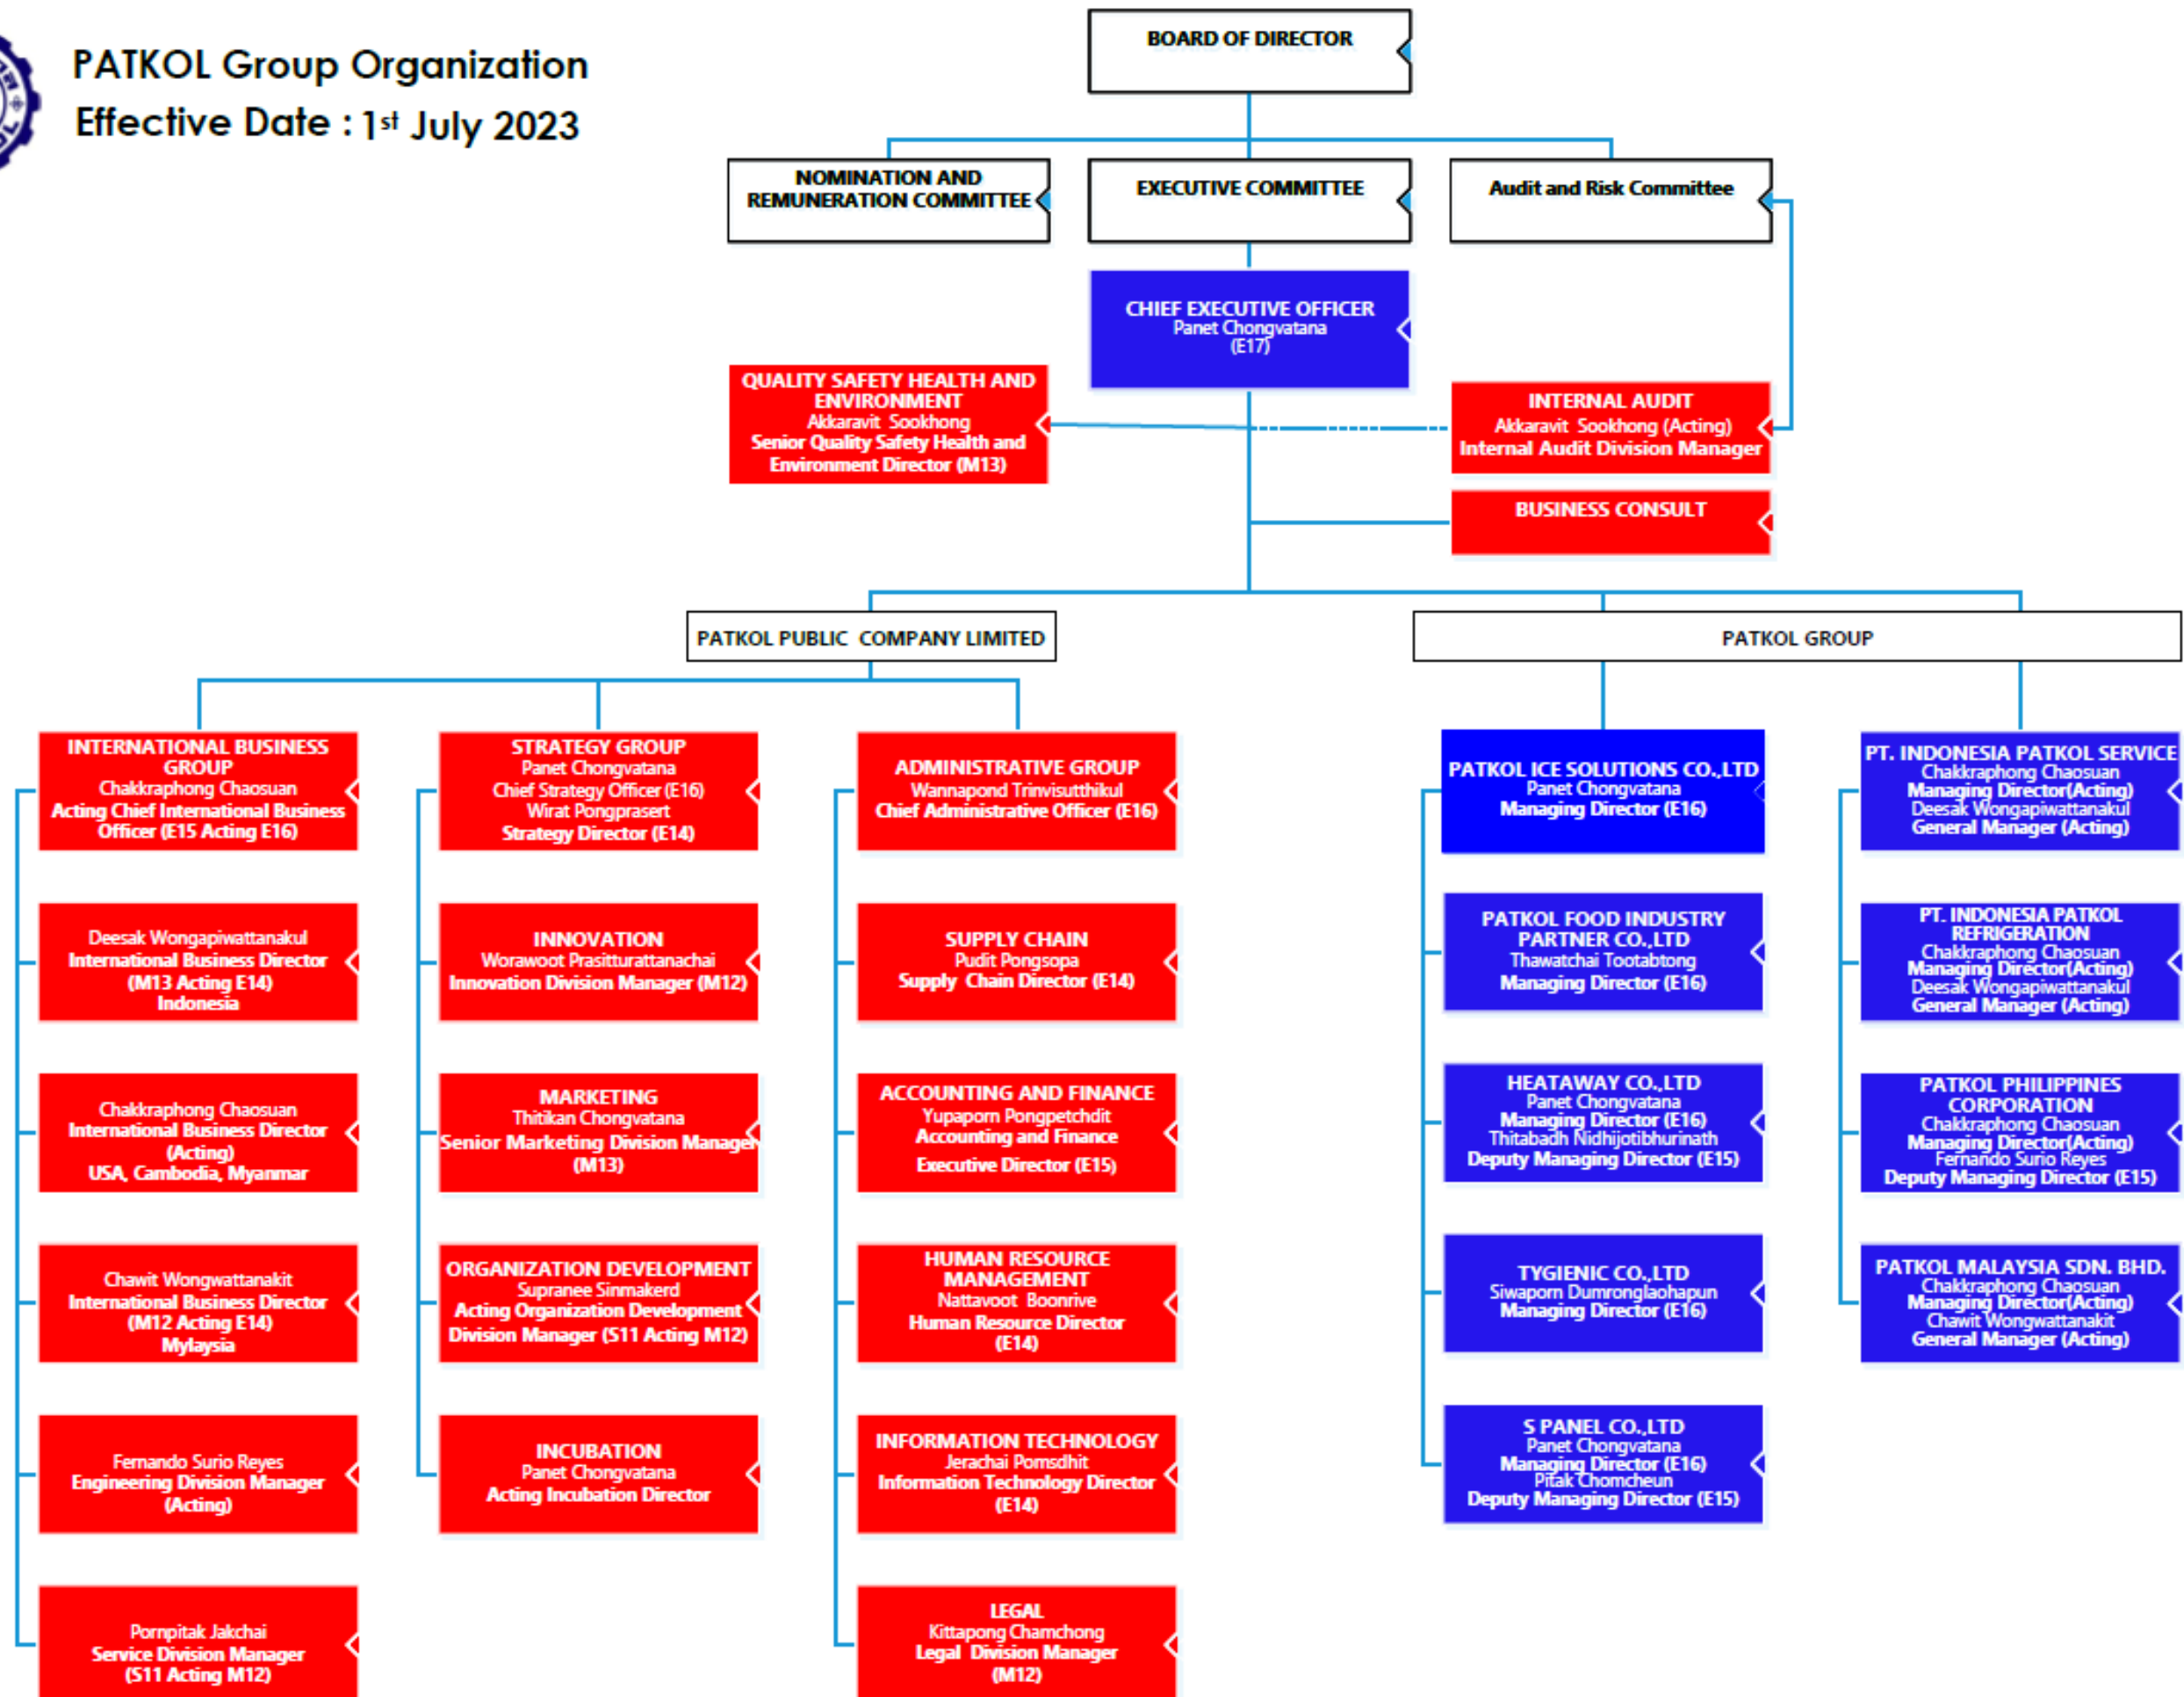 PATKOL Group Organization
Effective Date : 1st July 2023
BOARD OF DIRECTOR
NOMINATION AND
REMUNERATION COMMITTEE
EXECUTIVE COMMITTEE
Audit and Risk Committee
CHIEF EXECUTIVE OFFICER
Panet Chongvatana
(E17)
QUALITY SAFETY HEALTH AND
ENVIRONMENT
Akkaravit Sookhong
Senior Quality Safety Health and
Environment Director (M13)
INTERNAL AUDIT
Akkaravit Sookhong (Acting)
Internal Audit Division Manager
BUSINESS CONSULT
PATKOL PUBLIC COMPANY LIMITED
PATKOL GROUP
INTERNATIONAL BUSINESS
GROUP
Chakkraphong Chaosuan
Acting Chief International Business
Officer (E15 Acting E16)
Deesak Wongapiwattanakul
International Business Director
(M13 Acting E14)
Indonesia
Chakkraphong Chaosuan
International Business Director
(Acting)
USA, Cambodia, Myanmar
Chawit Wongwattanakit
International Business Director
(M12 Acting E14)
Mylaysia
Fernando Surio Reyes
Engineering Division Manager
(Acting)
Pornpitak Jakchai
Service Division Manager
(S11 Acting M12)
STRATEGY GROUP
Panet Chongvatana
Chief Strategy Officer (E16)
Wirat Pongprasert
Strategy Director (E14)
INNOVATION
Worawoot Prasitturattanachai
Innovation Division Manager (M12)
MARKETING
Thitikan Chongvatana
Senior Marketing Division Manager
(M13)
ORGANIZATION DEVELOPMENT
Supranee Sinmakerd
Acting Organization Development
Division Manager (S11 Acting M12)
INCUBATION
Panet Chongvatana
Acting Incubation Director
ADMINISTRATIVE GROUP
Wannapond Trinvisutthikul
Chief Administrative Officer (E16)
SUPPLY CHAIN
Pudit Pongsopa
Supply Chain Director (E14)
ACCOUNTING AND FINANCE
Yupaporn Pongpetchdit
Accounting and Finance
Executive Director (E15)
HUMAN RESOURCE
MANAGEMENT
Nattavoot Boonrive
Human Resource Director
(E14)
INFORMATION TECHNOLOGY
Jerachai Pomsdhit
Information Technology Director
(E14)
LEGAL
Kittapong Chamchong
Legal Division Manager
(M12)
PATKOL ICE SOLUTIONS CO.,LTD
Panet Chongvatana
Managing Director (E16)
PATKOL FOOD INDUSTRY
PARTNER CO.,LTD
Thawatchai Tootabtong
Managing Director (E16)
HEATAWAY CO.,LTD
Panet Chongvatana
Managing Director (E16)
Thitabadh Nidhijotibhurinath
Deputy Managing Director (E15)
TYGIENIC CO.,LTD
Siwaporn Dumronglaohapun
Managing Director (E16)
S PANEL CO.,LTD
Panet Chongvatana
Managing Director (E16)
Pitak Chomcheun
Deputy Managing Director (E15)
PT. INDONESIA PATKOL SERVICE
Chakkraphong Chaosuan
Managing Director(Acting)
Deesak Wongapiwattanakul
General Manager (Acting)
PT. INDONESIA PATKOL
REFRIGERATION
Chakkraphong Chaosuan
Managing Director(Acting)
Deesak Wongapiwattanakul
General Manager (Acting)
PATKOL PHILIPPINES
CORPORATION
Chakkraphong Chaosuan
Managing Director(Acting)
Fernando Surio Reyes
Deputy Managing Director (E15)
PATKOL MALAYSIA SDN. BHD.
Chakkraphong Chaosuan
Managing Director(Acting)
Chawit Wongwattanakit
General Manager (Acting)